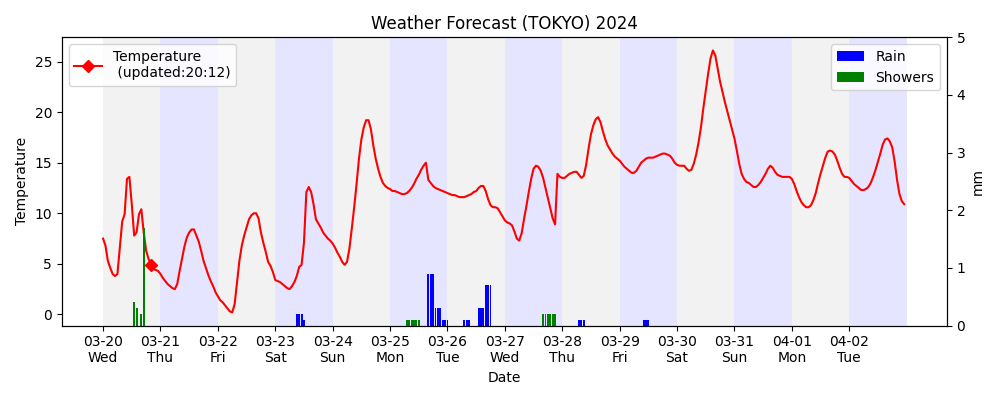 Weather Forecast (TOKYO) 2024
Temperature
(updated:20:12)
Rain
Showers
Temperature
25
20
15
10
5
0
5
4
3
2
1
0
mm
03-20 03-21 03-22 03-23 03-24 03-25 03-26 03-27 03-28 03-29 03-30 03-31 04-01 04-02
Wed Thu Fri Sat Sun Mon Tue Wed Thu Fri Sat Sun Mon Tue
Date